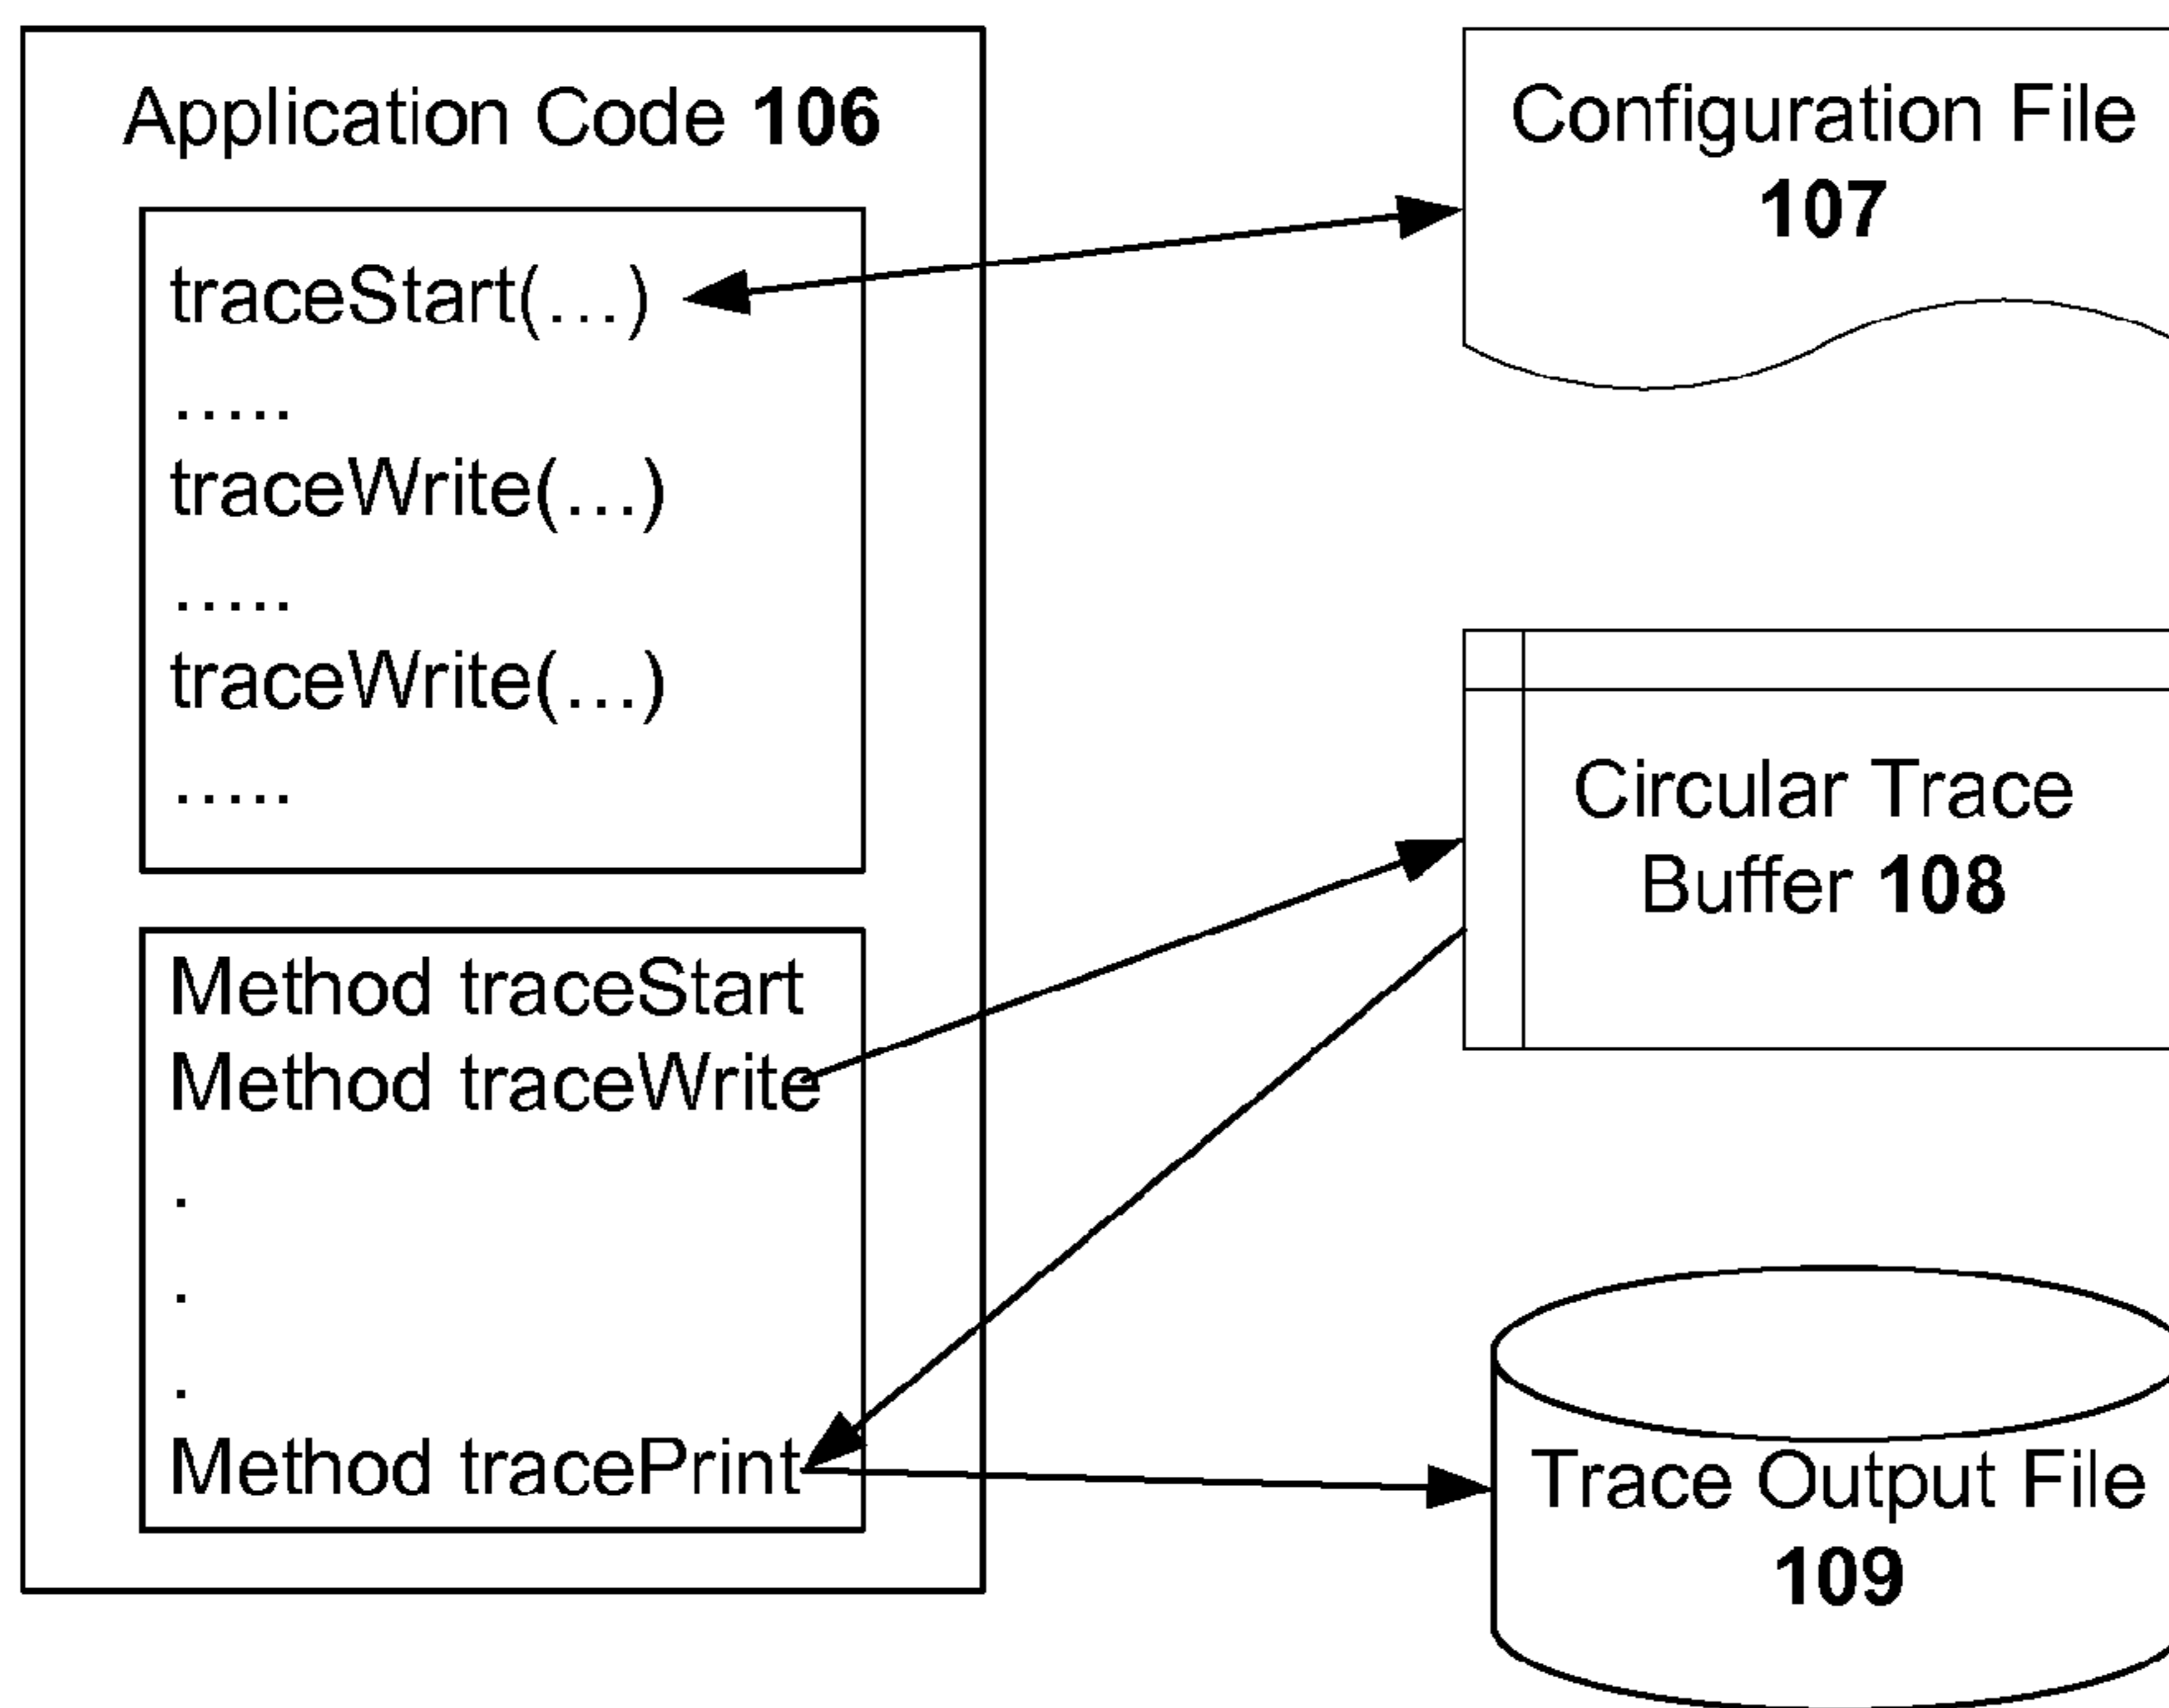 Application Code 106
traceStart(...)
.....
traceWrite(...)
.....
traceWrite(...)
.....
Method traceStart
Method traceWrite
.
.
.
Method tracePrint
Configuration File
107
Circular Trace
Buffer 108
Trace Output File
109